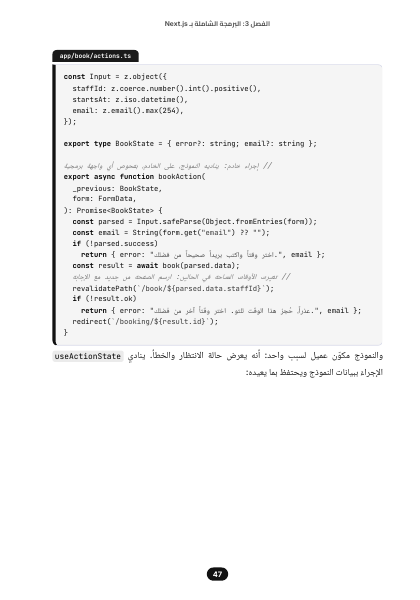 الفصل 3: البرمجة الشاملة بـ Next.js
app/book/actions.ts
const Input = z.object({
  staffId: z.coerce.number().int().positive(),
  startsAt: z.iso.datetime(),
  email: z.email().max(254),
});
export type BookState = { error?: string; email?: string };
// إجراء خادم: يناديه النموذج، على الخادم، بفحوص أي واجهة برمجية
export async function bookAction(
  _previous: BookState,
  form: FormData,
): Promise<BookState> {
  const parsed = Input.safeParse(Object.fromEntries(form));
  const email = String(form.get("email") ?? "");
  if (!parsed.success)
    return { error: "اختر وقتاً واكتب بريداً صحيحاً من فضلك.", email };
  const result = await book(parsed.data);
  // تغيرت الأوقات المتاحة في الحالين: ارسم الصفحة من جديد مع الإجابة
  revalidatePath(`/book/${parsed.data.staffId}`);
  if (!result.ok)
    return { error: "عذراً، حُجز هذا الوقت للتو. اختر وقتاً آخر من فضلك.", email };
  redirect(`/booking/${result.id}`);
}
والنموذج مكوّن عميل لسبب واحد: أنه يعرض حالة الانتظار والخطأ. ينادي useActionState
الإجراءَ ببيانات النموذج ويحتفظ بما يعيده:
47